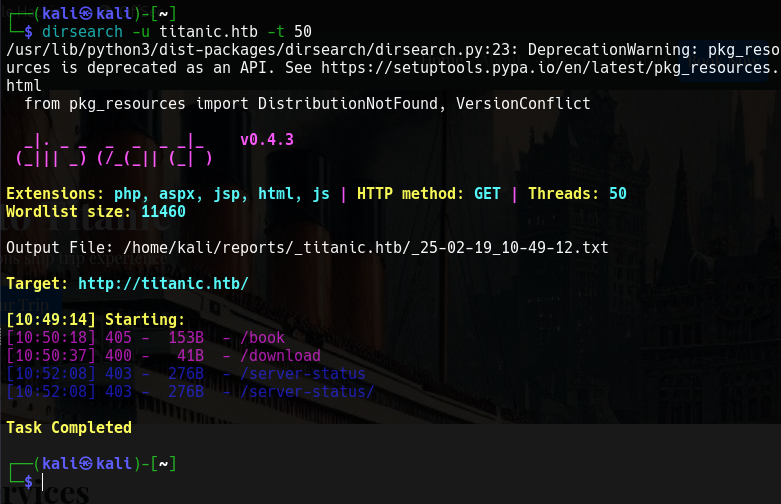 ┌──(kali㉿kali)-[~]
└─$ dirsearch -u titanic.htb -t 50
/usr/lib/python3/dist-packages/dirsearch/dirsearch.py:23: DeprecationWarning: pkg_reso
urces is deprecated as an API. See https://setuptools.pypa.io/en/latest/pkg_resources.
html
  from pkg_resources import DistributionNotFound, VersionConflict

  _|. _ _  _  _  _ _|_    v0.4.3
 (_||| _) (/_(_|| (_| )

Extensions: php, aspx, jsp, html, js | HTTP method: GET | Threads: 50
Wordlist size: 11460

Output File: /home/kali/reports/_titanic.htb/_25-02-19_10-49-12.txt

Target: http://titanic.htb/

[10:49:14] Starting:
[10:50:18] 405 -  153B  - /book
[10:50:37] 400 -   41B  - /download
[10:52:08] 403 -  276B  - /server-status
[10:52:08] 403 -  276B  - /server-status/

Task Completed

┌──(kali㉿kali)-[~]
└─$